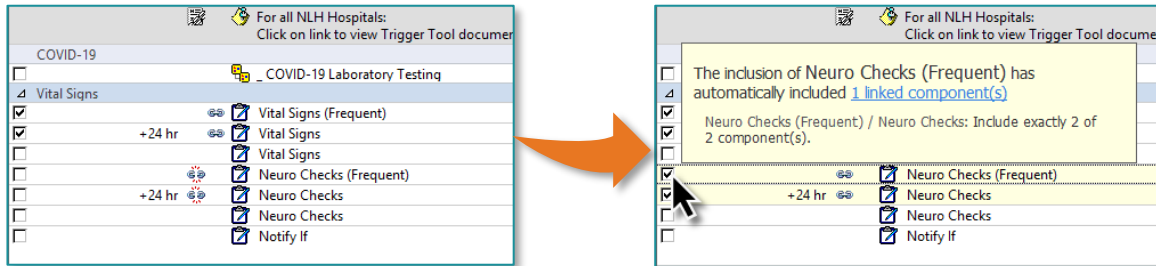 For all NLH Hospitals:
Click on link to view Trigger Tool documen
COVID-19
_ COVID-19 Laboratory Testing
Vital Signs
Vital Signs (Frequent)
+24 hr Vital Signs
Vital Signs
Neuro Checks (Frequent)
+24 hr Neuro Checks
Neuro Checks
Notify If
For all NLH Hospitals:
Click on link to view Trigger Tool docume
The inclusion of Neuro Checks (Frequent) has
automatically included 1 linked component(s)
Neuro Checks (Frequent) / Neuro Checks: Include exactly 2 of
2 component(s).
Neuro Checks (Frequent)
+24 hr Neuro Checks
Neuro Checks
Notify If